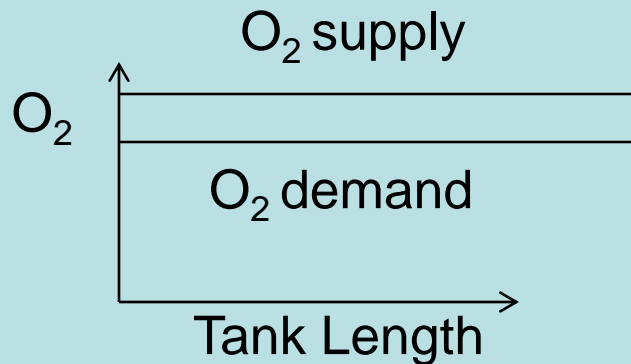 O₂ supply
O₂
O₂ demand
Tank Length